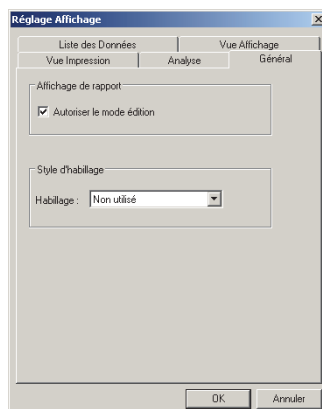 Réglage Affichage
Liste des Données Vue Affichage
Vue Impression Analyse Général
Affichage de rapport
Autoriser le mode édition
Style d'habillage
Habillage : Non utilisé
OK Annuler